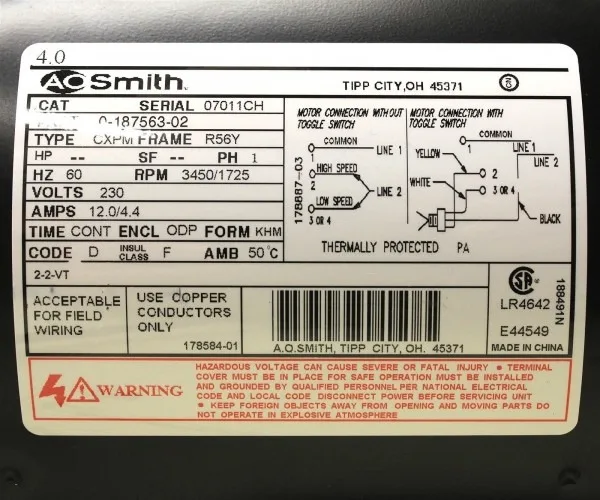 4.0
AO Smith.
TIPP CITY, OH 45371
CAT SERIAL 07011CH
0-187563-02
TYPE CXPM FRAME R56Y
HP -- SF -- PH 1
HZ 60 RPM 3450/1725
VOLTS 230
AMPS 12.0/4.4
TIME CONT ENCL ODP FORM KHM
CODE D INSUL CLASS F AMB 50°C
2-2-VT
MOTOR CONNECTION WITHOUT
TOGGLE SWITCH
COMMON
1
LINE 1
HIGH SPEED
2
LINE 2
LOW SPEED
3 OR 4
178887-03
MOTOR CONNECTION WITH
TOGGLE SWITCH
COMMON
1
LINE 1
LINE 2
YELLOW
2
WHITE
3 OR 4
BLACK
THERMALLY PROTECTED PA
ACCEPTABLE
FOR FIELD
WIRING
USE COPPER
CONDUCTORS
ONLY
178584-01
A.O.SMITH, TIPP CITY, OH. 45371
LR4642
E44549
MADE IN CHINA
188491N
WARNING
HAZARDOUS VOLTAGE CAN CAUSE SEVERE OR FATAL INJURY • TERMINAL
COVER MUST BE IN PLACE FOR SAFE OPERATION MUST BE INSTALLED
AND GROUNDED BY QUALIFIED PERSONNEL PER NATIONAL ELECTRICAL
CODE AND LOCAL CODE DISCONNECT POWER BEFORE SERVICING UNIT
• KEEP FOREIGN OBJECTS AWAY FROM OPENING AND MOVING PARTS DO
NOT OPERATE IN EXPLOSIVE ATMOSPHERE